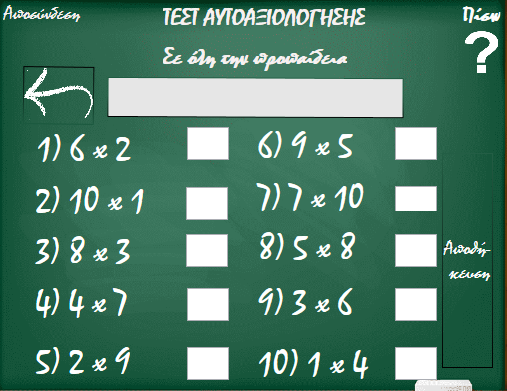 Αποσύνδεση
ΤΕΣΤ ΑΥΤΟΑΞΙΟΛΟΓΗΣΗΣ
Πίσω
Σε όλη την προπαίδεια
?
1) 6 x 2
2) 10 x 1
3) 8 x 3
4) 4 x 7
5) 2 x 9
6) 9 x 5
7) 7 x 10
8) 5 x 8
9) 3 x 6
10) 1 x 4
Αποθή-
κευση